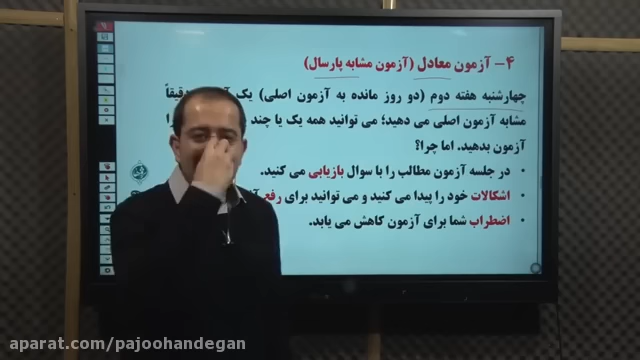 ۴- آزمون معادل (آزمون مشابه پارسال)
چهارشنبه هفته دوم (دو روز مانده به آزمون اصلی) یک
مشابه آزمون اصلی می دهید؛ می توانید همه یک یا چند
آزمون بدهید. اما چرا؟
• در جلسه آزمون مطالب را با سوال بازیابی می کنید.
• اشکالات خود را پیدا می کنید و می توانید برای رفع
• اضطراب شما برای آزمون کاهش می یابد.
aparat.com/pajoohandegan